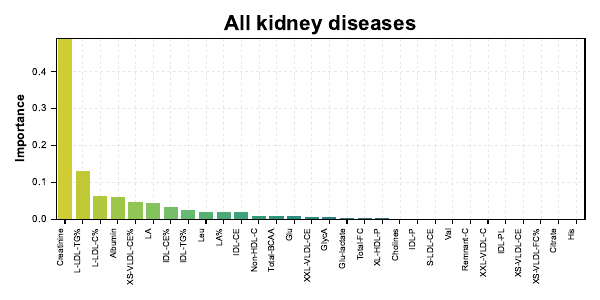 All kidney diseases
Importance
0.4
0.3
0.2
0.1
0.0
Creatinine
L-LDL-TG%
L-LDL-C%
Albumin
XS-VLDL-CE%
LA
IDL-CE%
IDL-TG%
Leu
LA%
IDL-CE
Non-HDL-C
Total-BCAA
Glu
XXL-VLDL-CE
GlycA
Glu-lactate
Total-FC
XL-HDL-P
Cholines
IDL-P
S-LDL-CE
Val
Remnant-C
XXL-VLDL-C
IDL-PL
XS-VLDL-CE
XS-VLDL-FC%
Citrate
His